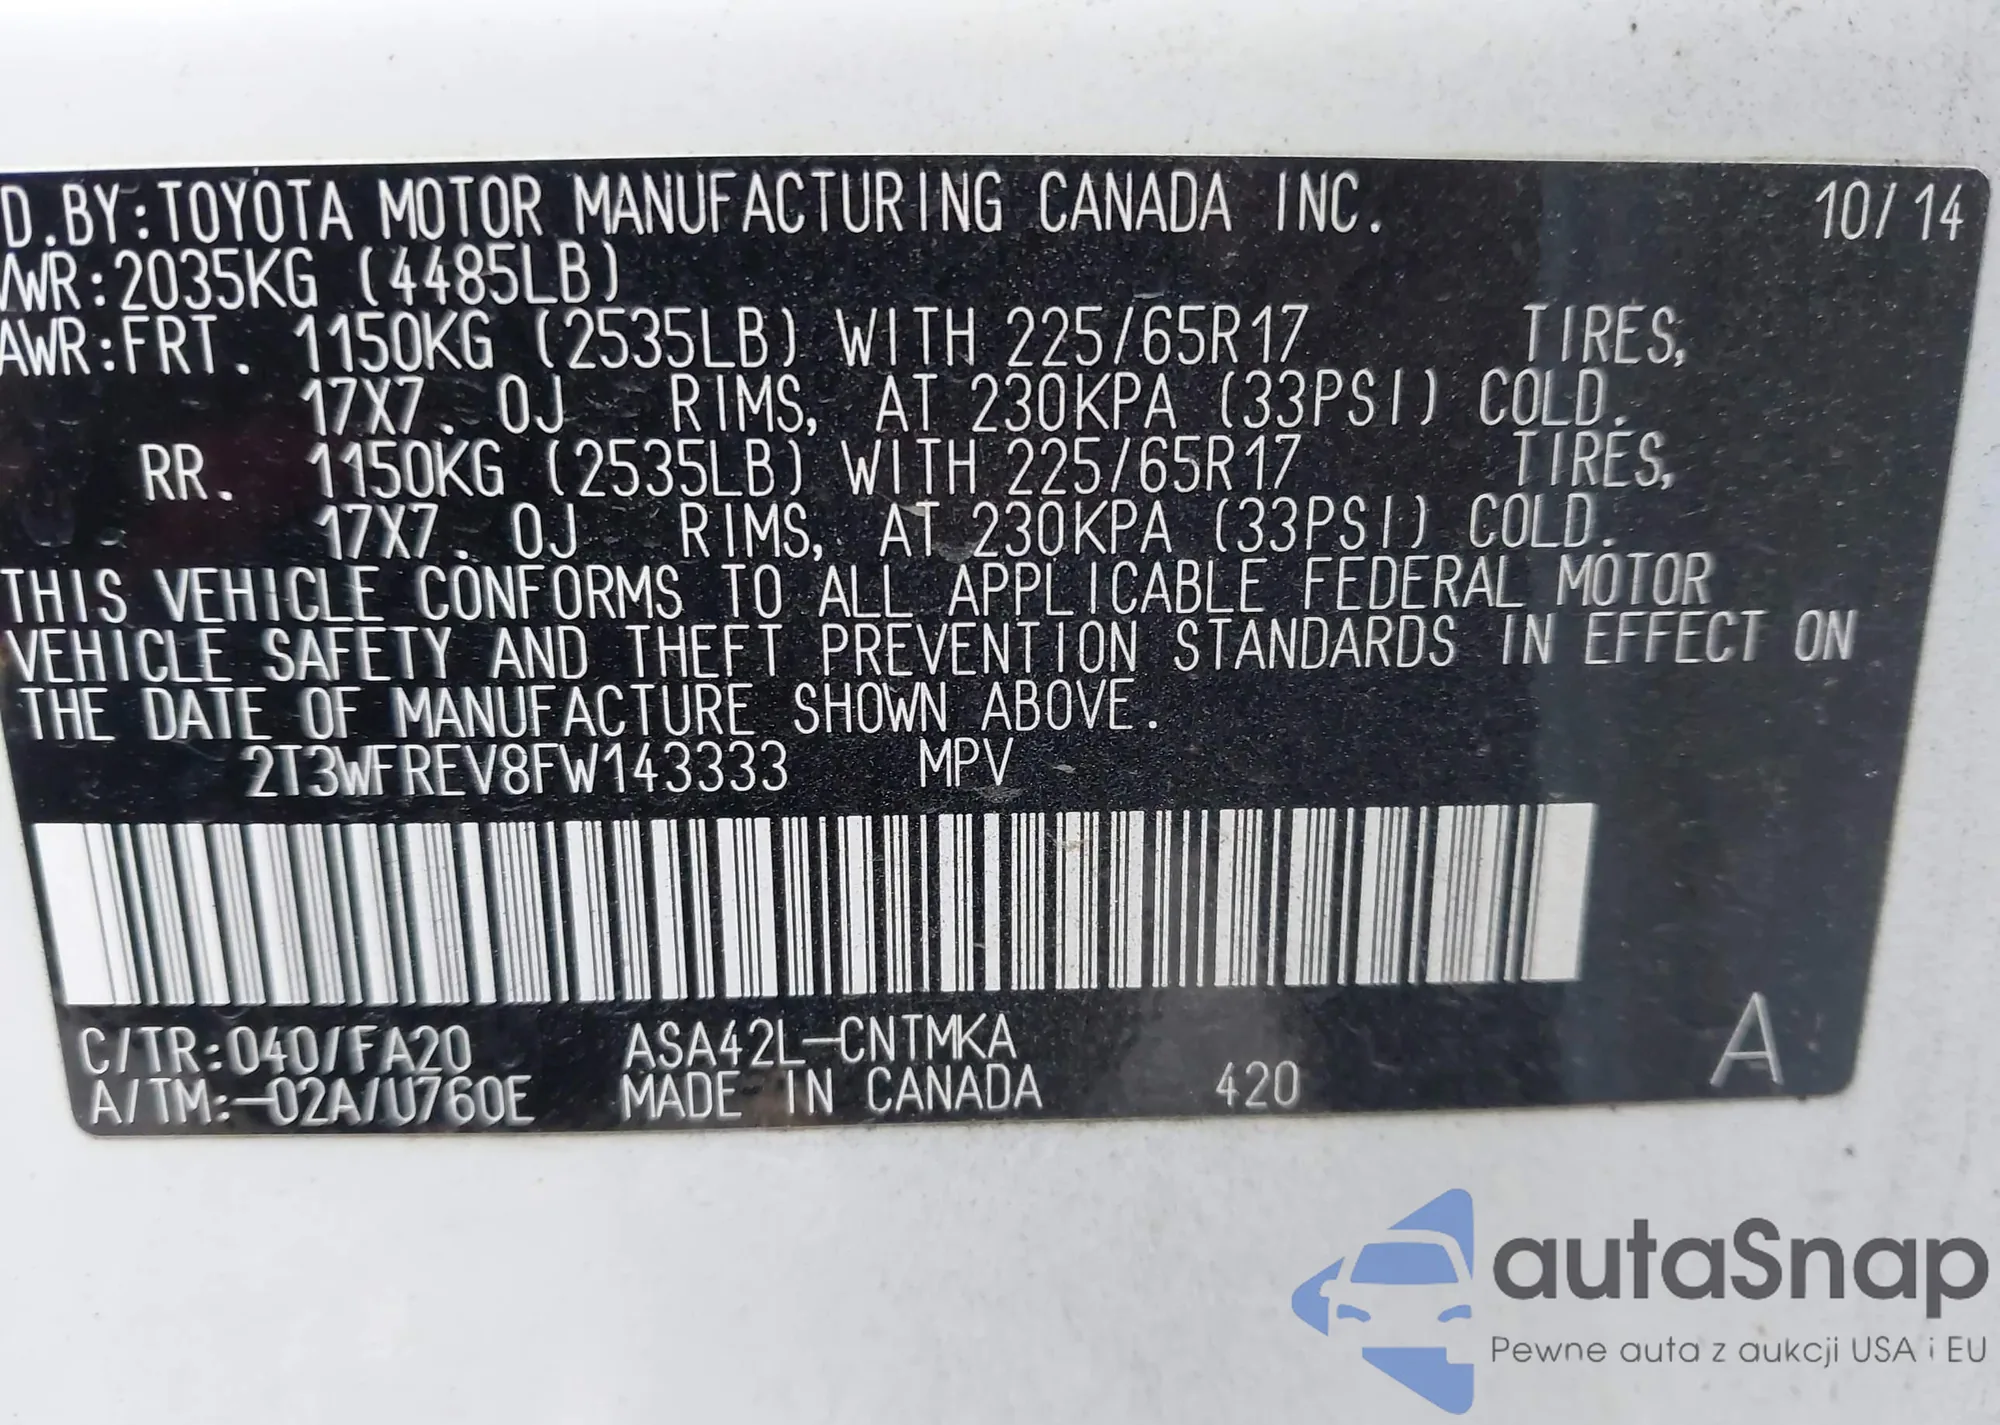 D.BY:TOYOTA MOTOR MANUFACTURING CANADA INC. 10/14
VWR:2035KG (4485LB)
AWR:FRT. 1150KG (2535LB) WITH 225/65R17 TIRES,
17X7.0J RIMS, AT 230KPA (33PSI) COLD.
RR. 1150KG (2535LB) WITH 225/65R17 TIRES,
17X7.0J RIMS, AT 230KPA (33PSI) COLD.
THIS VEHICLE CONFORMS TO ALL APPLICABLE FEDERAL MOTOR
VEHICLE SAFETY AND THEFT PREVENTION STANDARDS IN EFFECT ON
THE DATE OF MANUFACTURE SHOWN ABOVE.
2T3WFREV8FW143333 MPV
C/TR:040/FA20 ASA42L-CNTMKA
A/TM:-02A/U760E MADE IN CANADA 420 A
autaSnap
Pewne auta z aukcji USA i EU